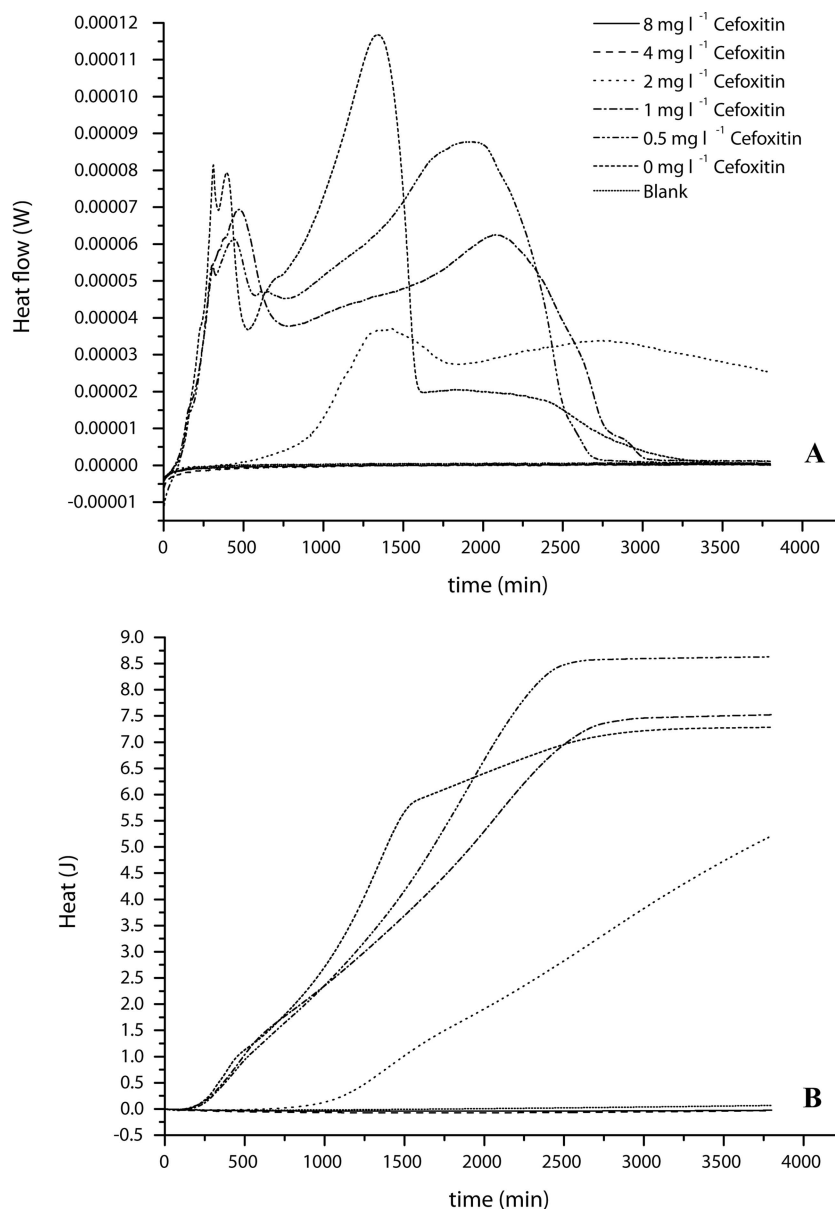 0.00012
0.00011
0.00010
0.00009
0.00008
0.00007
0.00006
0.00005
0.00004
0.00003
0.00002
0.00001
0.00000
-0.00001
Heat flow (W)
8 mg l -1 Cefoxitin
4 mg l -1 Cefoxitin
2 mg l -1 Cefoxitin
1 mg l -1 Cefoxitin
0.5 mg l -1 Cefoxitin
0 mg l -1 Cefoxitin
Blank
A
0 500 1000 1500 2000 2500 3000 3500 4000
time (min)
9.0
8.5
8.0
7.5
7.0
6.5
6.0
5.5
5.0
4.5
4.0
3.5
3.0
2.5
2.0
1.5
1.0
0.5
0.0
-0.5
Heat (J)
B
0 500 1000 1500 2000 2500 3000 3500 4000
time (min)